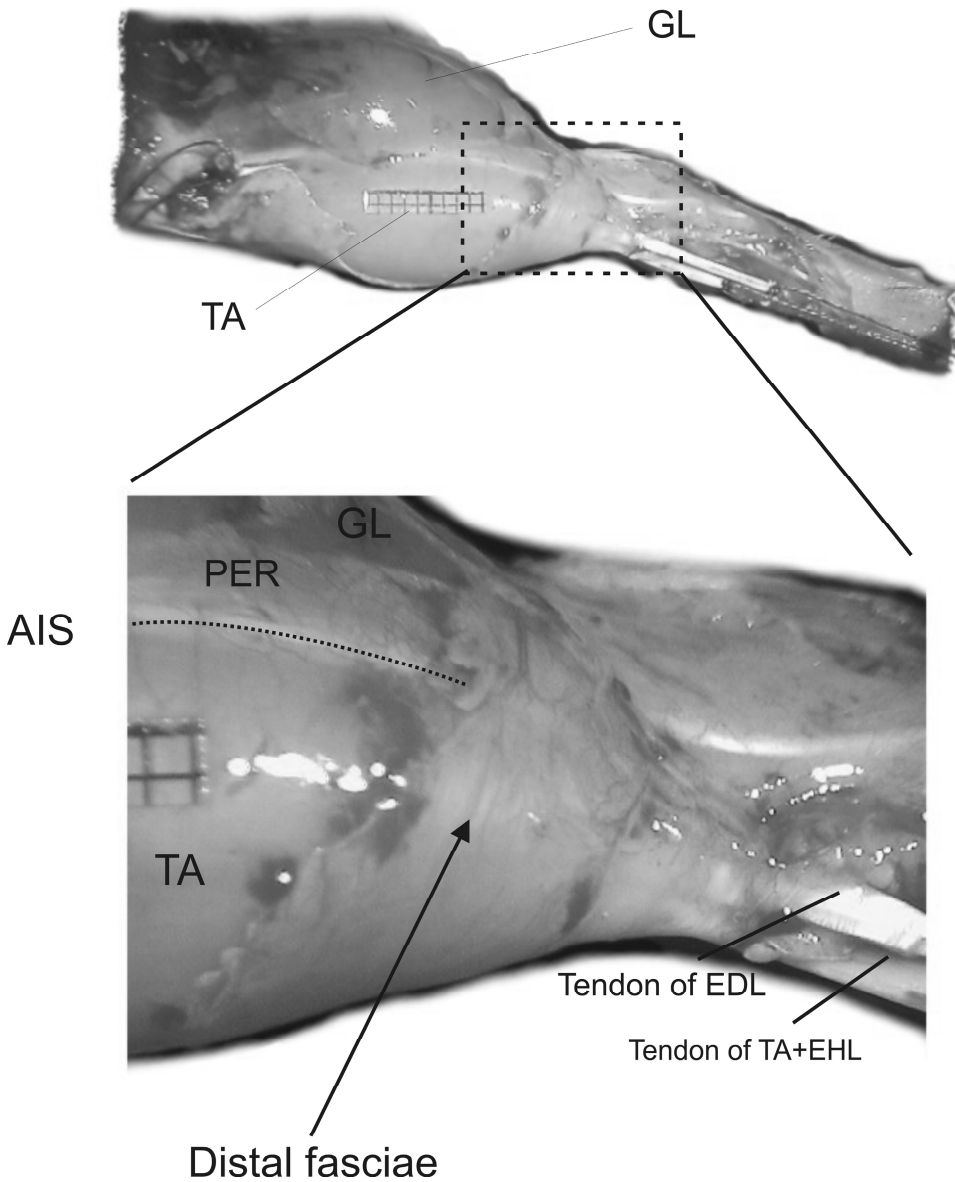 GL
TA
GL
PER
AIS
TA
Tendon of EDL
Tendon of TA+EHL
Distal fasciae